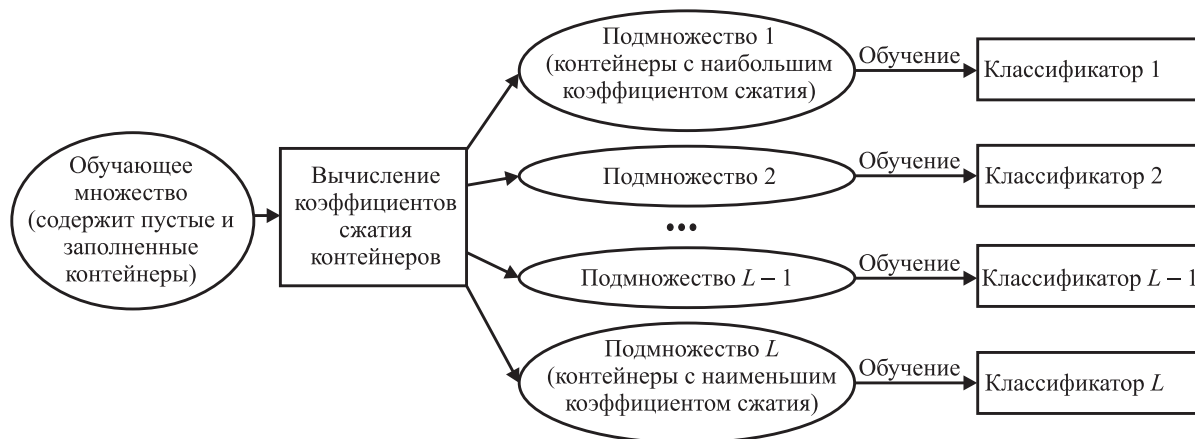 Обучающее
множество
(содержит пустые и
заполненные
контейнеры)
Вычисление
коэффициентов
сжатия
контейнеров
Подмножество 1
(контейнеры с наибольшим
коэффициентом сжатия)
Обучение
Классификатор 1
Подмножество 2
Обучение
Классификатор 2
•••
Подмножество L – 1
Обучение
Классификатор L – 1
Подмножество L
(контейнеры с наименьшим
коэффициентом сжатия)
Обучение
Классификатор L